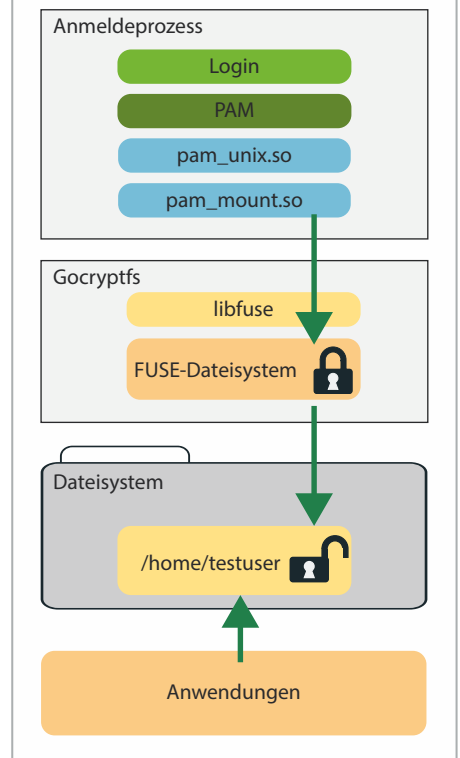 Anmeldeprozess
Login
PAM
pam_unix.so
pam_mount.so
Gocryptfs
libfuse
FUSE-Dateisystem
Dateisystem
/home/testuser
Anwendungen